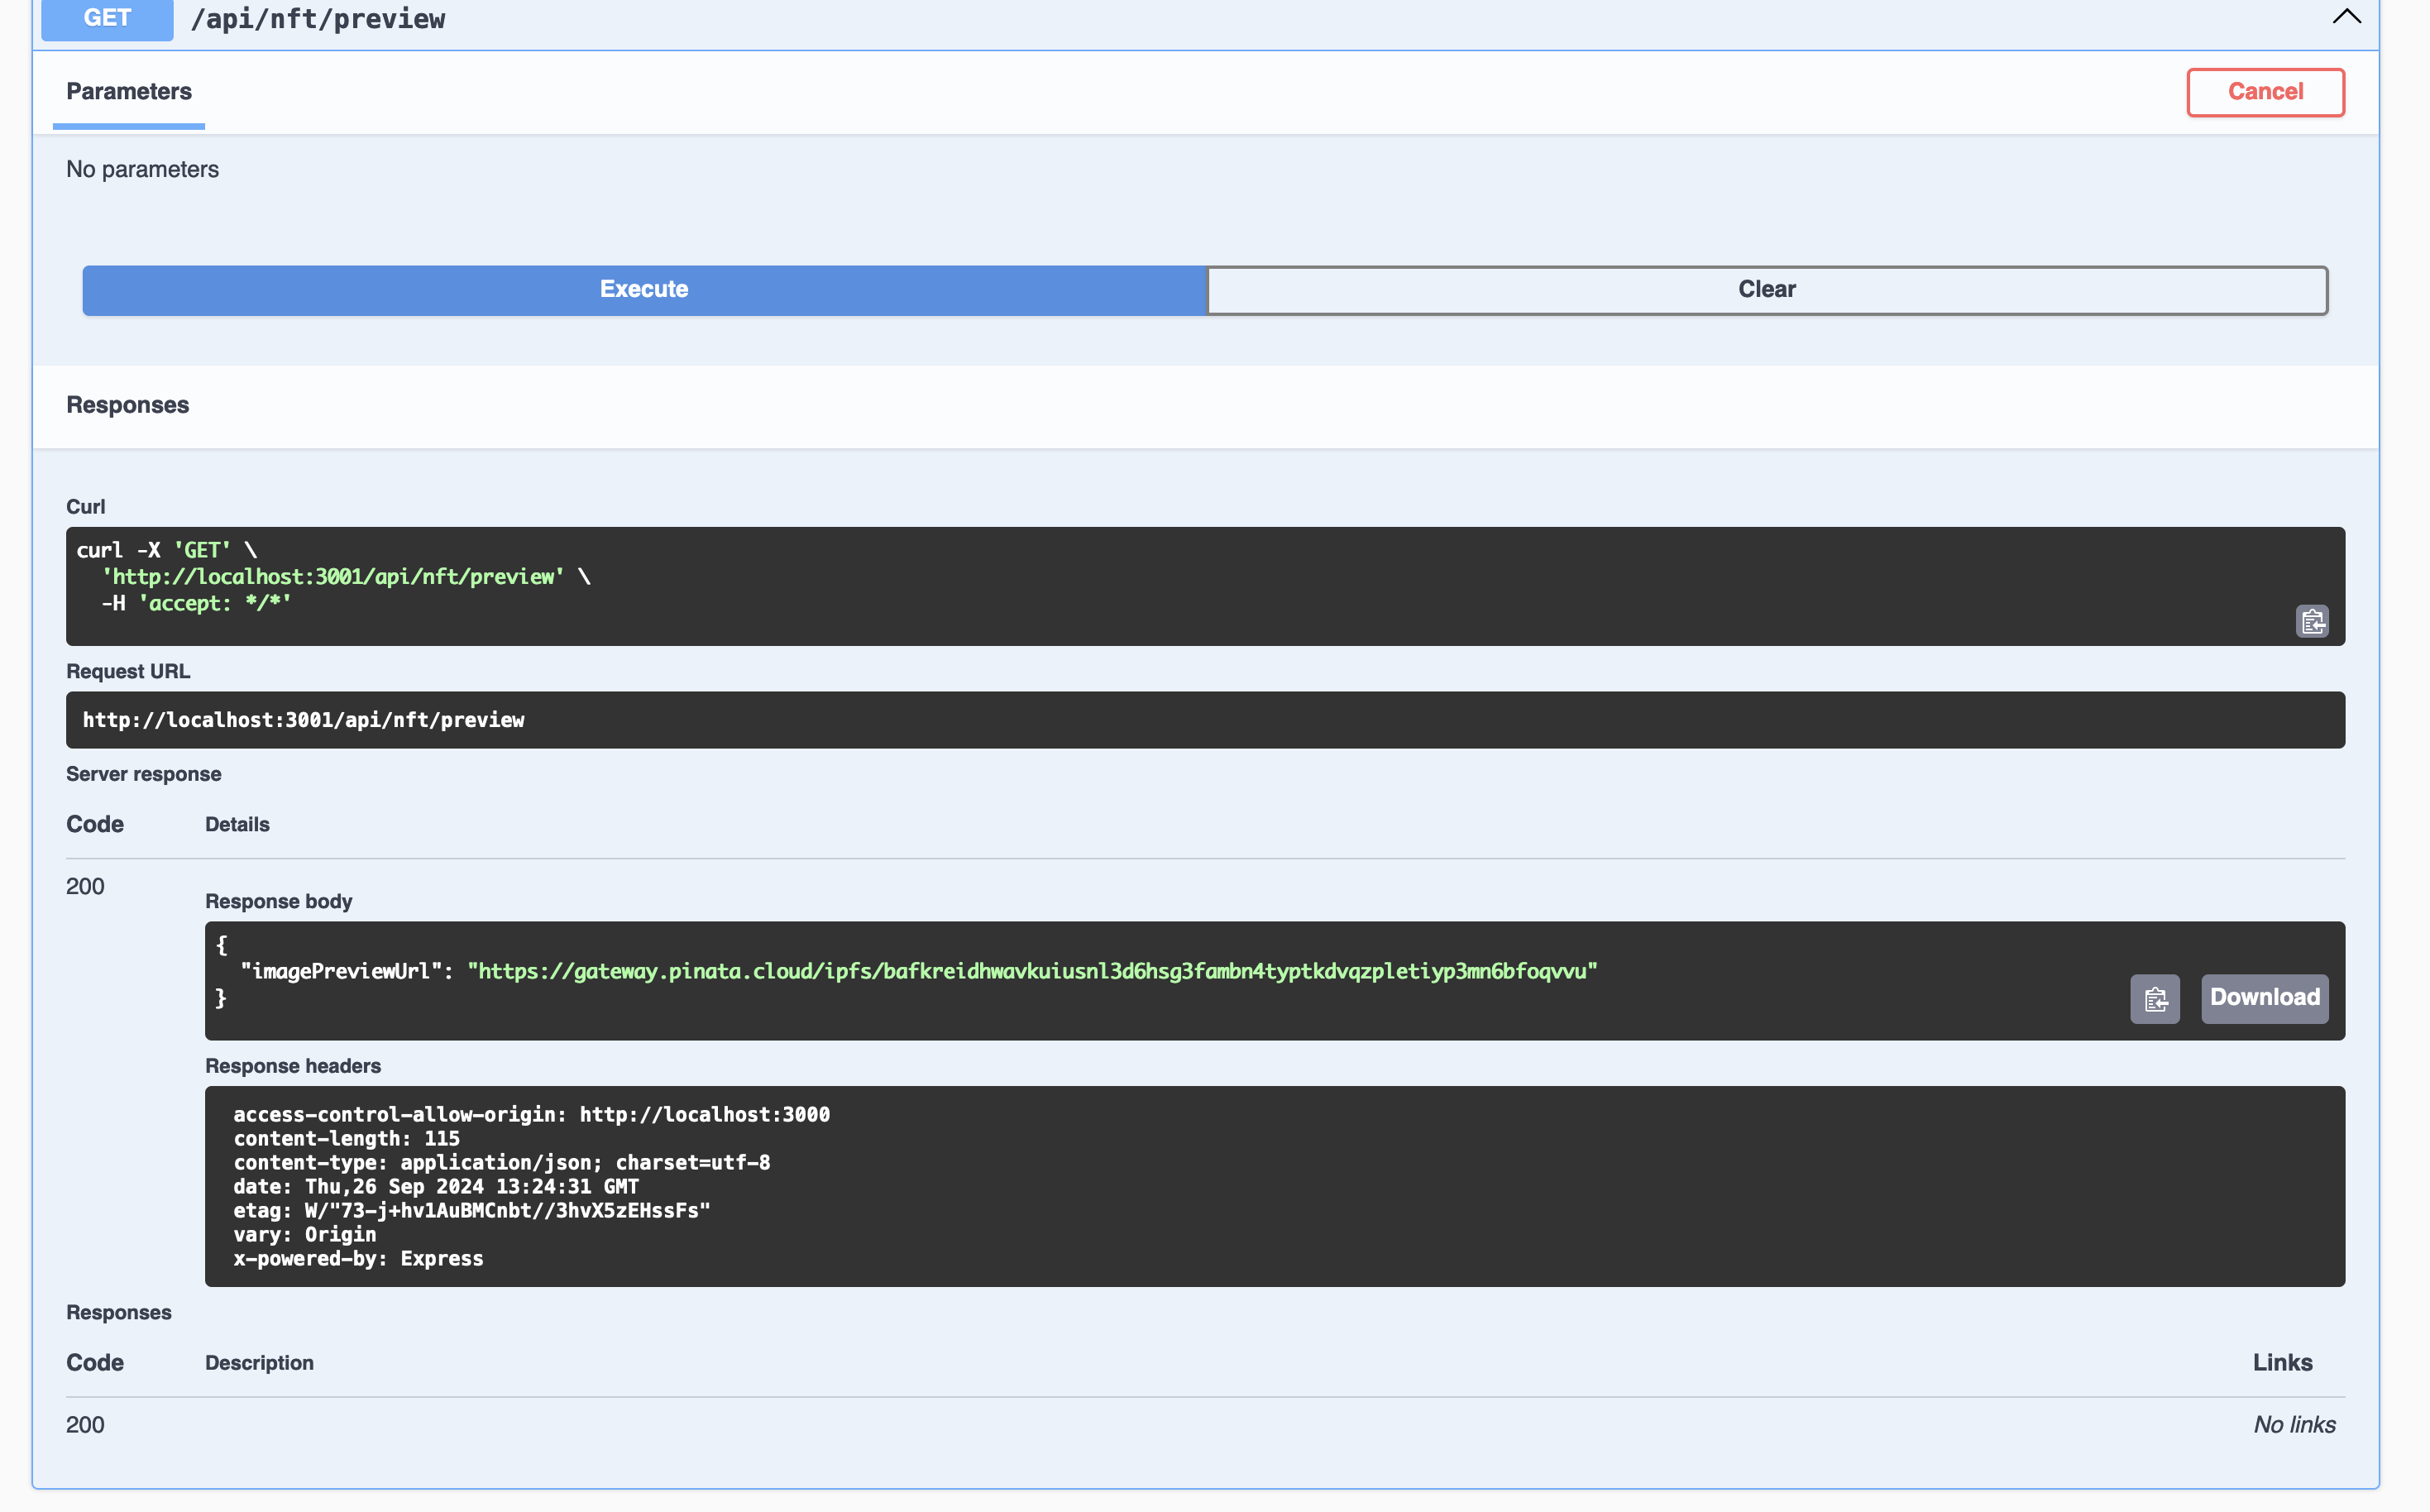 GET /api/nft/preview
Parameters
Cancel
No parameters
Execute
Clear
Responses
Curl
curl -X 'GET' \
  'http://localhost:3001/api/nft/preview' \
  -H 'accept: */*'
Request URL
http://localhost:3001/api/nft/preview
Server response
Code Details
200
Response body
{
  "imagePreviewUrl": "https://gateway.pinata.cloud/ipfs/bafkreidhwavkuiusnl3d6hsg3fambn4typtkdvqzpletiyp3mn6bfoqvvu"
}
Download
Response headers
access-control-allow-origin: http://localhost:3000
content-length: 115
content-type: application/json; charset=utf-8
date: Thu,26 Sep 2024 13:24:31 GMT
etag: W/"73-j+hv1AuBMCnbt//3hvX5zEHssFs"
vary: Origin
x-powered-by: Express
Responses
Code Description Links
200 No links